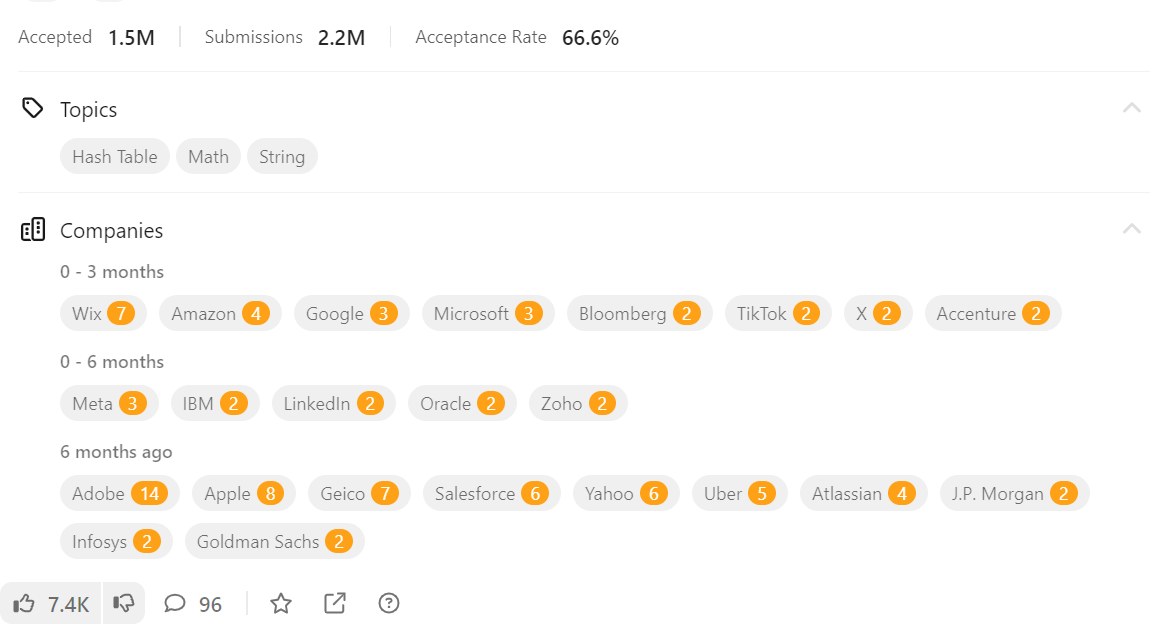 Accepted 1.5M Submissions 2.2M Acceptance Rate 66.6%
Topics
Hash Table Math String
Companies
0 - 3 months
Wix 7 Amazon 4 Google 3 Microsoft 3 Bloomberg 2 TikTok 2 X 2 Accenture 2
0 - 6 months
Meta 3 IBM 2 LinkedIn 2 Oracle 2 Zoho 2
6 months ago
Adobe 14 Apple 8 Geico 7 Salesforce 6 Yahoo 6 Uber 5 Atlassian 4 J.P. Morgan 2
Infosys 2 Goldman Sachs 2
7.4K 96